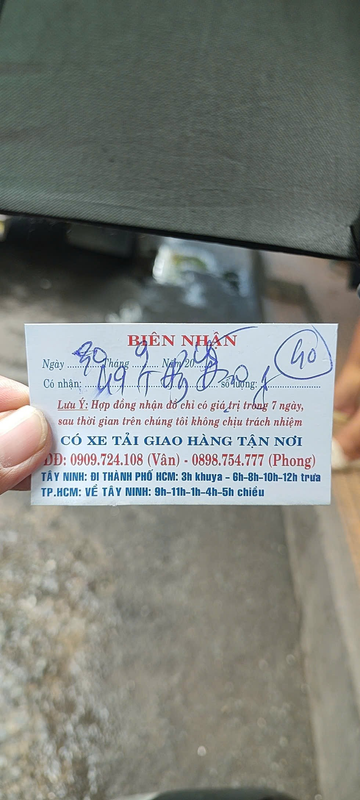 BIÊN NHẬN
Ngày 30 Tháng 9 Năm 20
Có nhận: số lượng:
40
Lưu Ý: Hợp đồng nhận đồ chỉ có giá trị trong 7 ngày,
sau thời gian trên chúng tôi không chịu trách nhiệm
CÓ XE TẢI GIAO HÀNG TẬN NƠI
DĐ: 0909.724.108 (Vân) - 0898.754.777 (Phong)
TÂY NINH: ĐI THÀNH PHỐ HCM: 3h khuya - 6h-8h-10h-12h trưa
TP.HCM: VỀ TÂY NINH: 9h-11h-1h-4h-5h chiều